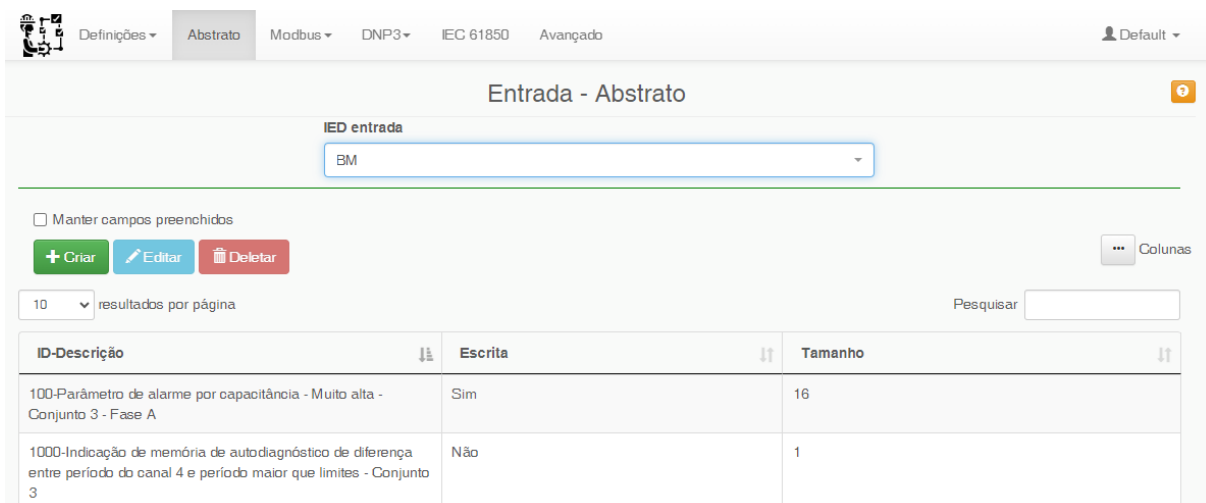 Definições Abstrato Modbus DNP3 IEC 61850 Avançado Default
Entrada - Abstrato
IED entrada
BM
Manter campos preenchidos
Criar Editar Deletar Colunas
10 resultados por página Pesquisar
ID-Descrição Escrita Tamanho
100-Parâmetro de alarme por capacitância - Muito alta - Sim 16
Conjunto 3 - Fase A
1000-Indicação de memória de autodiagnóstico de diferença Não 1
entre período do canal 4 e período maior que limites - Conjunto
3